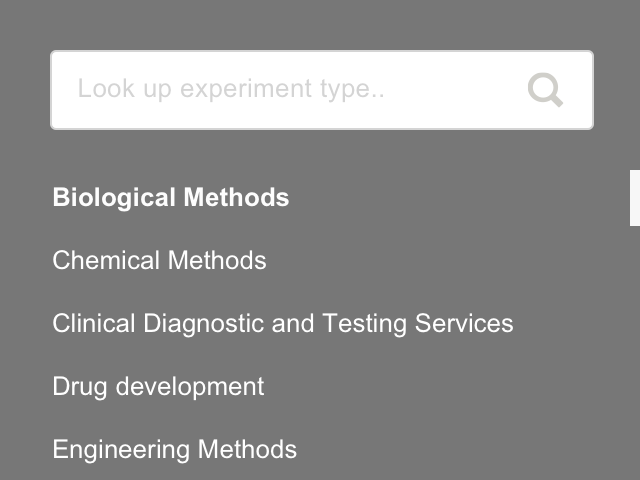 Look up experiment type..
Biological Methods
Chemical Methods
Clinical Diagnostic and Testing Services
Drug development
Engineering Methods